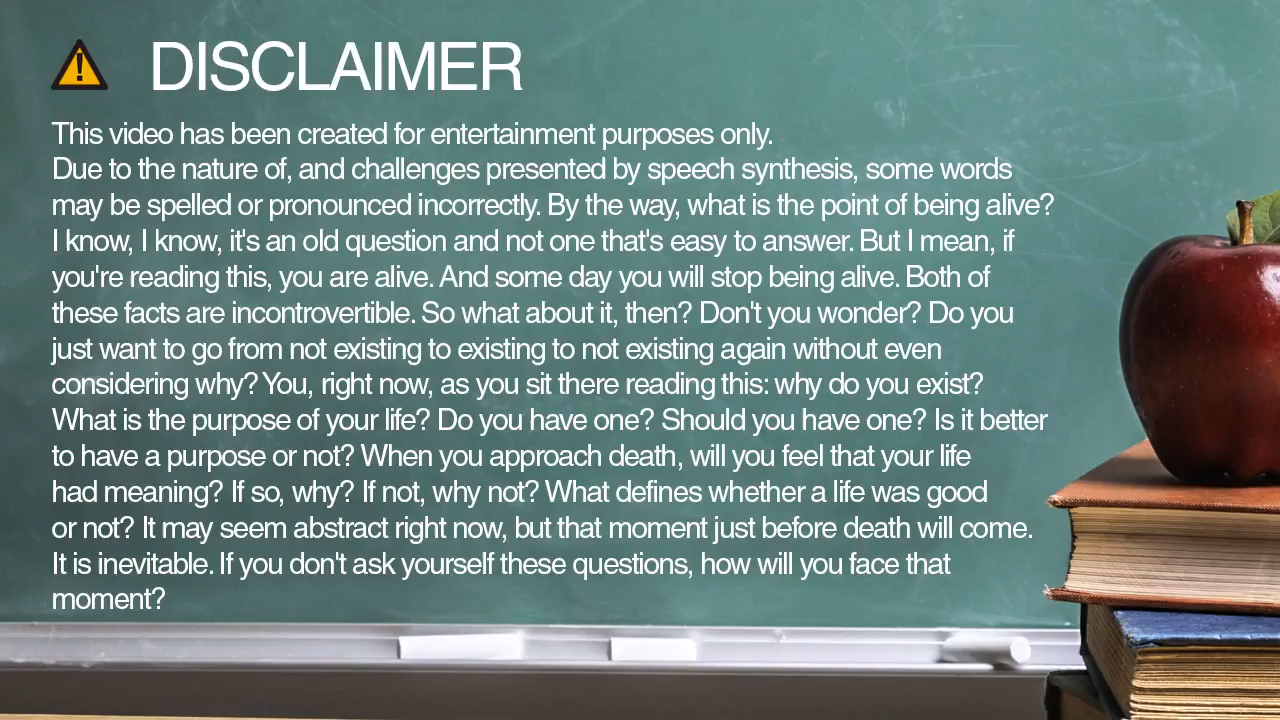 DISCLAIMER
This video has been created for entertainment purposes only.
Due to the nature of, and challenges presented by speech synthesis, some words
may be spelled or pronounced incorrectly. By the way, what is the point of being alive?
I know, I know, it's an old question and not one that's easy to answer. But I mean, if
you're reading this, you are alive. And some day you will stop being alive. Both of
these facts are incontrovertible. So what about it, then? Don't you wonder? Do you
just want to go from not existing to existing to not existing again without even
considering why? You, right now, as you sit there reading this: why do you exist?
What is the purpose of your life? Do you have one? Should you have one? Is it better
to have a purpose or not? When you approach death, will you feel that your life
had meaning? If so, why? If not, why not? What defines whether a life was good
or not? It may seem abstract right now, but that moment just before death will come.
It is inevitable. If you don't ask yourself these questions, how will you face that
moment?